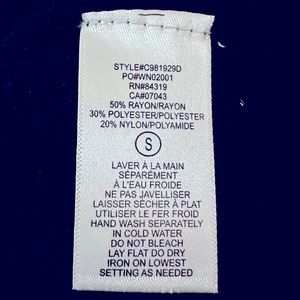 STYLE#C981929D
PO#WN02001
RN#84319
CA#07043
50% RAYON/RAYON
30% POLYESTER/POLYESTER
20% NYLON/POLYAMIDE
S
LAVER À LA MAIN
SÉPARÉMENT
À L'EAU FROIDE
NE PAS JAVELLISER
LAISSER SÈCHER À PLAT
UTILISER LE FER FROID
HAND WASH SEPARATELY
IN COLD WATER
DO NOT BLEACH
LAY FLAT DO DRY
IRON ON LOWEST
SETTING AS NEEDED